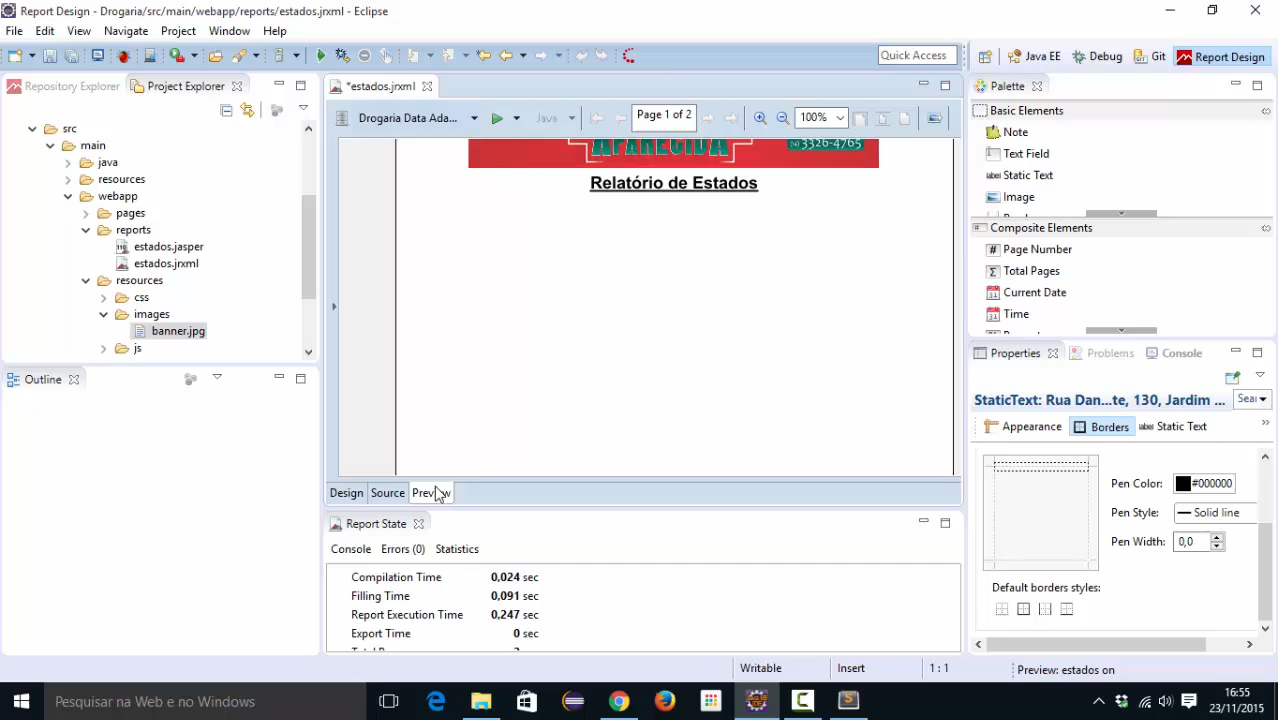 Report Design - Drogaria/src/main/webapp/reports/estados.jrxml - Eclipse
File Edit View Navigate Project Window Help
Quick Access
Java EE
Debug
Git
Report Design
Repository Explorer
Project Explorer
src
main
java
resources
webapp
pages
reports
estados.jasper
estados.jrxml
resources
css
images
banner.jpg
js
Outline
*estados.jrxml
Drogaria Data Ada...
Java
Page 1 of 2
100%
APARECIDA
3326-4765
Relatório de Estados
Design Source Preview
Report State
Console Errors (0) Statistics
Compilation Time 0,024 sec
Filling Time 0,091 sec
Report Execution Time 0,247 sec
Export Time 0 sec
Palette
Basic Elements
Note
Text Field
label Static Text
Image
Composite Elements
# Page Number
Σ Total Pages
Current Date
Time
Properties
Problems
Console
StaticText: Rua Dan...te, 130, Jardim ...
Sea
Appearance
Borders
label Static Text
Pen Color: #000000
Pen Style: Solid line
Pen Width: 0,0
Default borders styles:
Writable
Insert
1 : 1
Preview: estados on
Pesquisar na Web e no Windows
16:55
23/11/2015